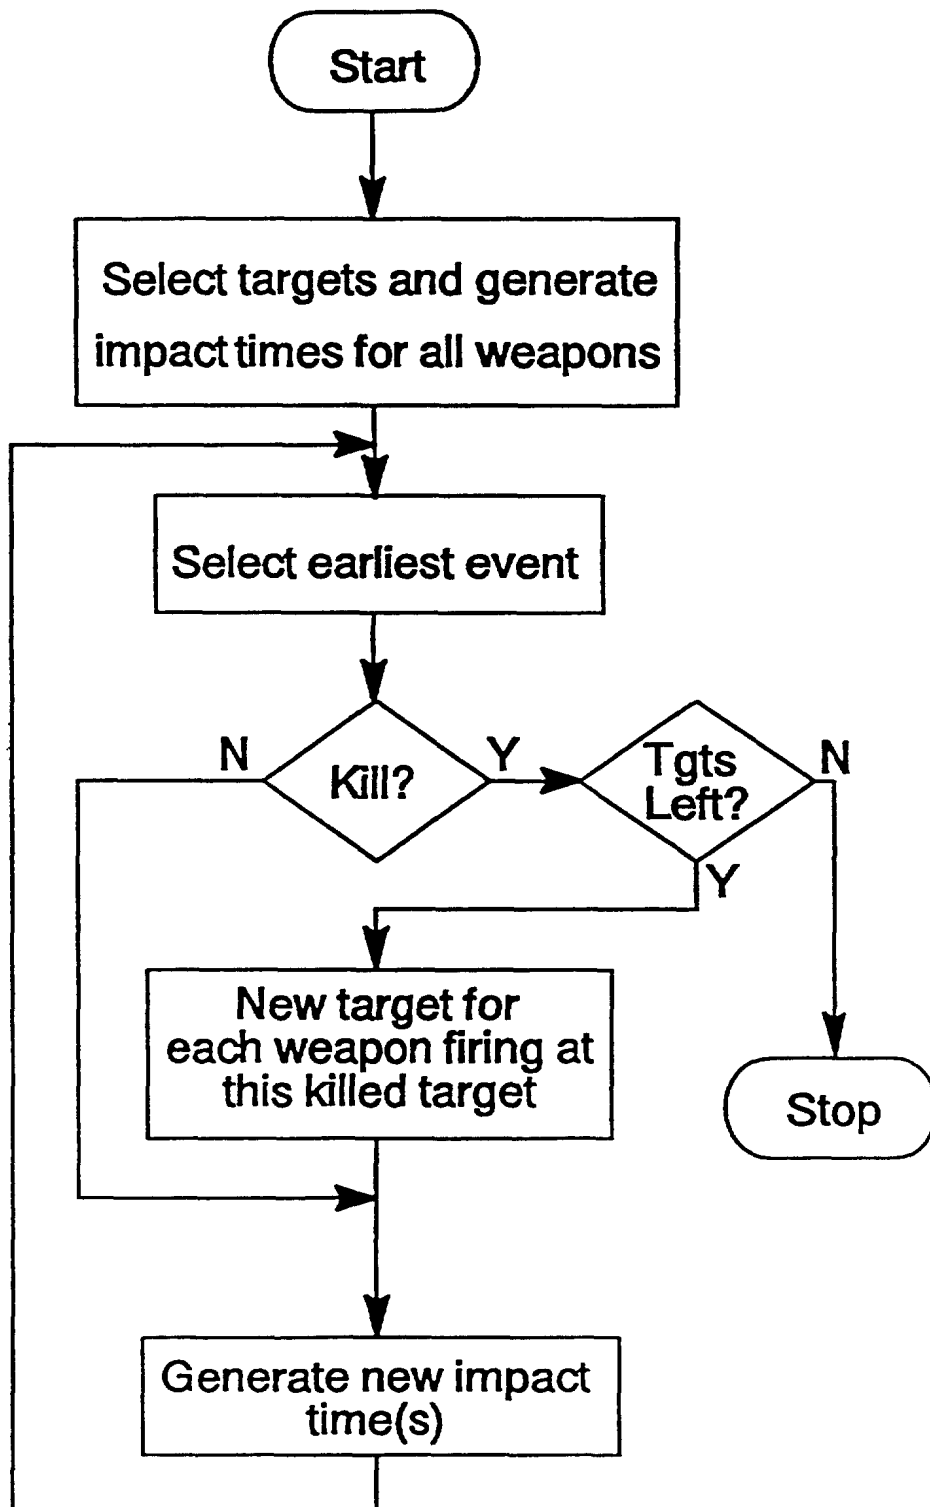 Start
Select targets and generate
impact times for all weapons
Select earliest event
N
Kill?
Y
Tgts
Left?
N
Y
New target for
each weapon firing at
this killed target
Stop
Generate new impact
time(s)